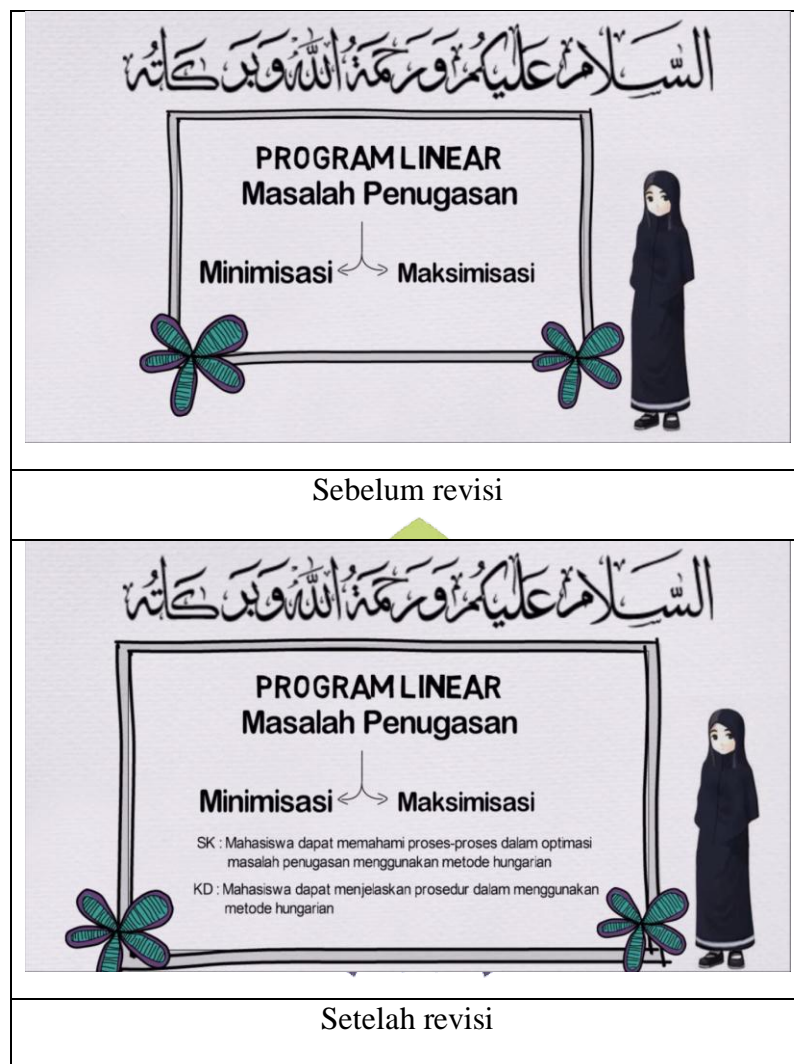 السلام عليكم ورحمة الله وبركاته
PROGRAM LINEAR
Masalah Penugasan
Minimisasi Maksimisasi
Sebelum revisi
السلام عليكم ورحمة الله وبركاته
PROGRAM LINEAR
Masalah Penugasan
Minimisasi Maksimisasi
SK : Mahasiswa dapat memahami proses-proses dalam optimasi
masalah penugasan menggunakan metode hungarian
KD : Mahasiswa dapat menjelaskan prosedur dalam menggunakan
metode hungarian
Setelah revisi